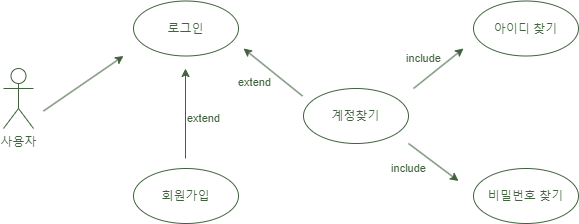 로그인
아이디 찾기
include
extend
계정찾기
extend
사용자
include
회원가입
비밀번호 찾기